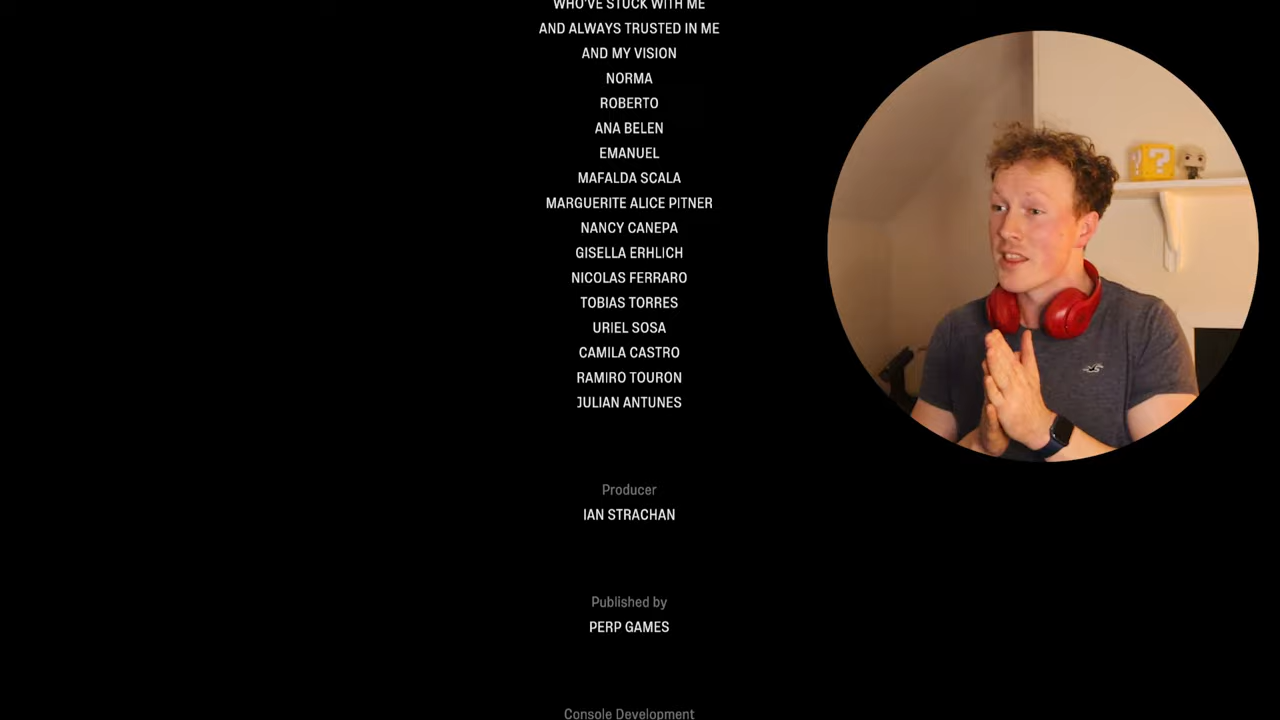 WHO'VE STUCK WITH ME
AND ALWAYS TRUSTED IN ME
AND MY VISION
NORMA
ROBERTO
ANA BELEN
EMANUEL
MAFALDA SCALA
MARGUERITE ALICE PITNER
NANCY CANEPA
GISELLA ERHLICH
NICOLAS FERRARO
TOBIAS TORRES
URIEL SOSA
CAMILA CASTRO
RAMIRO TOURON
JULIAN ANTUNES
Producer
IAN STRACHAN
Published by
PERP GAMES
Console Development
?